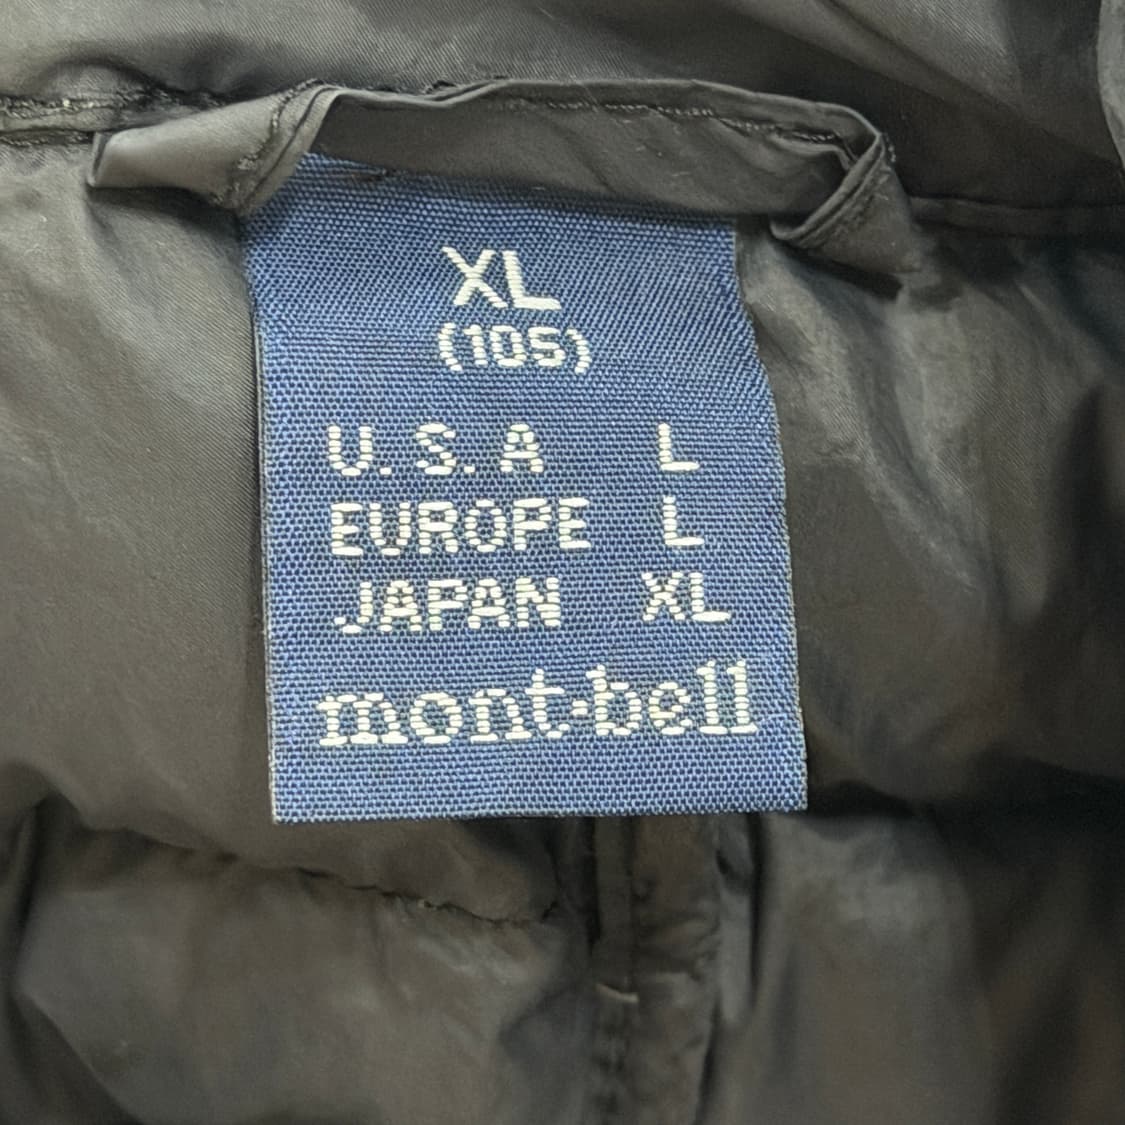 XL
(105)
U.S.A L
EUROPE L
JAPAN XL
mont-bell